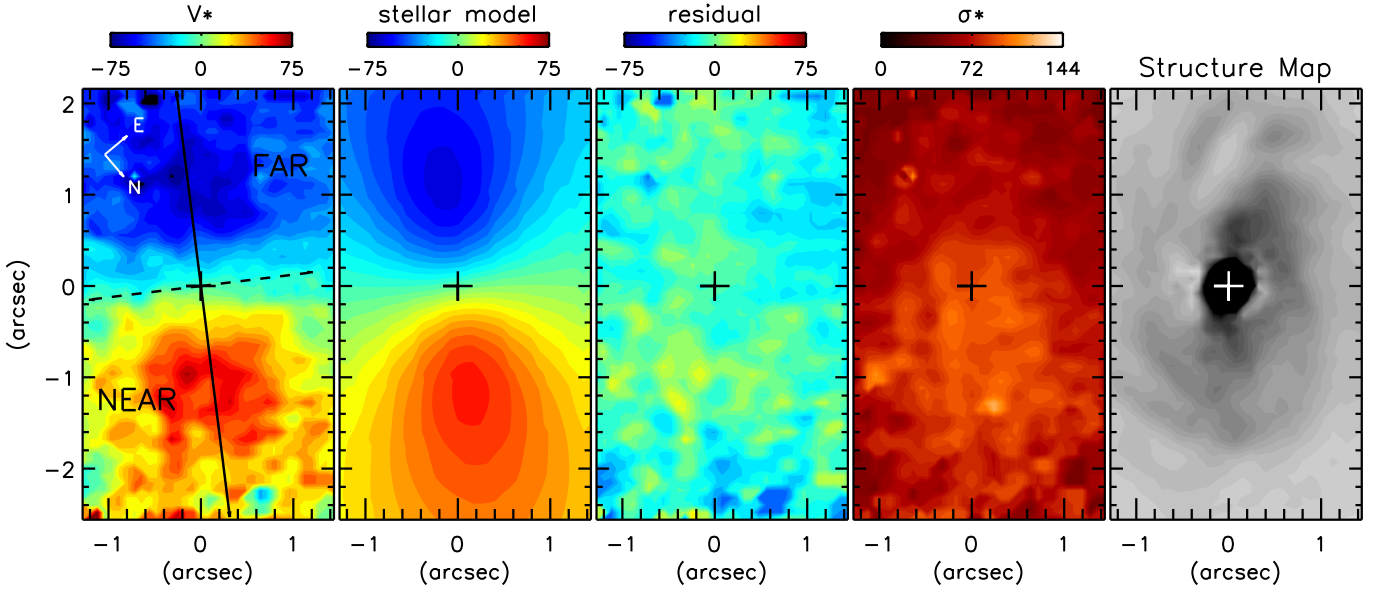 V* stellar model residual σ*
−75 0 75 −75 0 75 −75 0 75 0 72 144 Structure Map
2
E
FAR
N
1
0
(arcsec)
−1
NEAR
−2
−1 0 1 −1 0 1 −1 0 1 −1 0 1 −1 0 1
(arcsec) (arcsec) (arcsec) (arcsec) (arcsec)